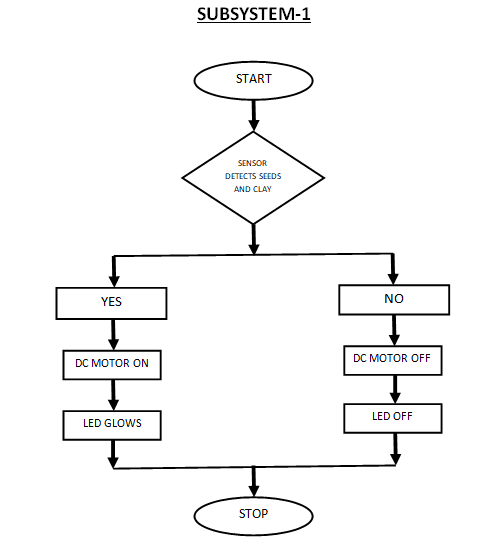 SUBSYSTEM-1
START
SENSOR
DETECTS SEEDS
AND CLAY
YES
NO
DC MOTOR ON
DC MOTOR OFF
LED GLOWS
LED OFF
STOP